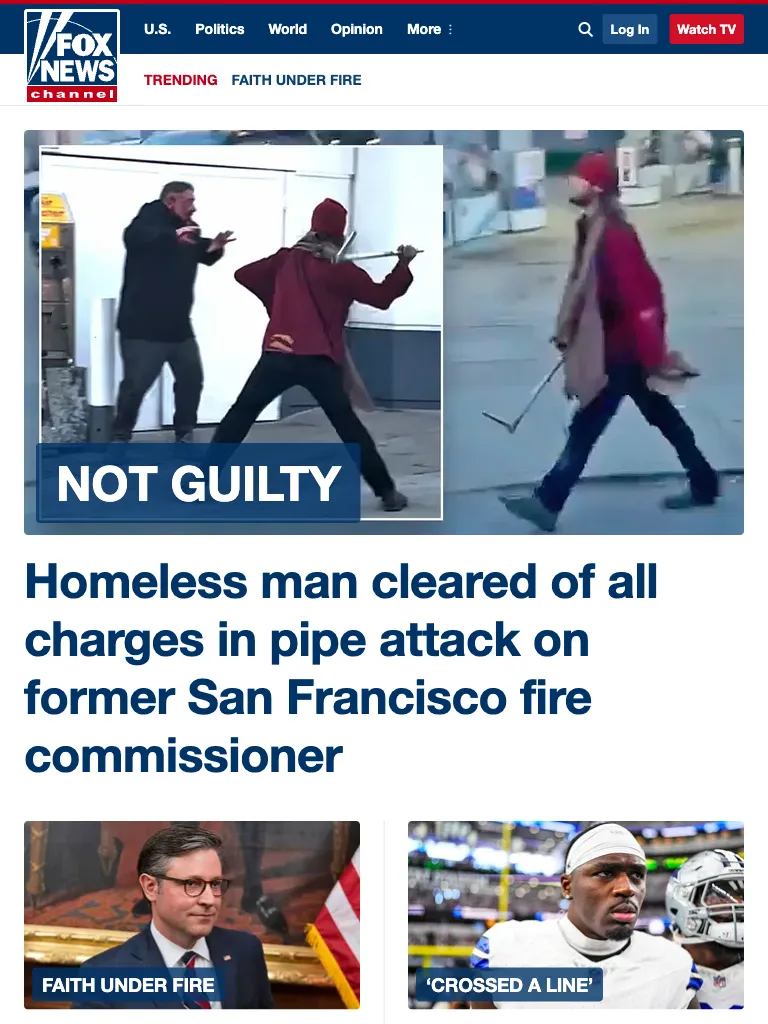 U.S. Politics World Opinion More Log In Watch TV
FOX
NEWS
channel
TRENDING FAITH UNDER FIRE
NOT GUILTY
Homeless man cleared of all
charges in pipe attack on
former San Francisco fire
commissioner
FAITH UNDER FIRE
‘CROSSED A LINE’